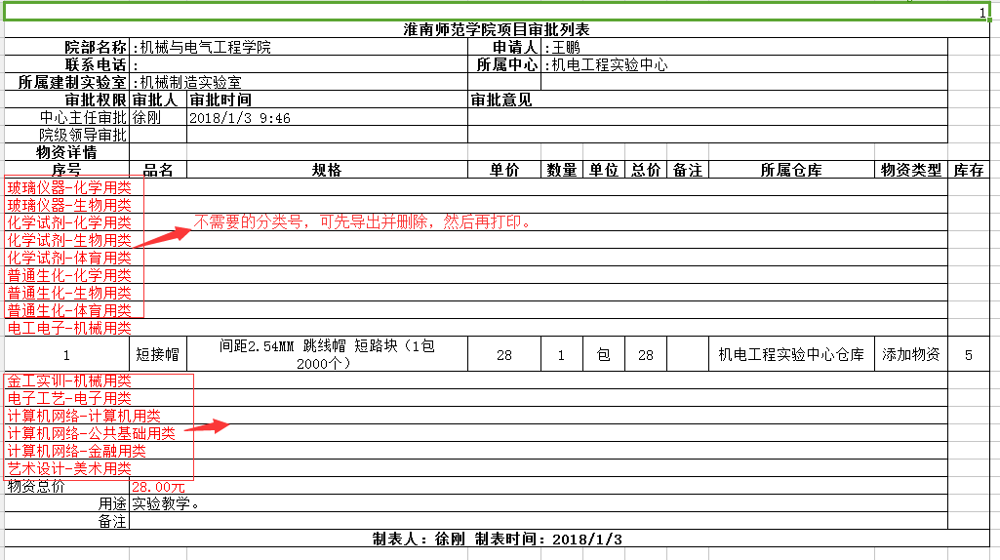 1
淮南师范学院项目审批列表
院部名称 :机械与电气工程学院 申请人 :王鹏
联系电话 : 所属中心 :机电工程实验中心
所属建制实验室 :机械制造实验室
审批权限 审批人 审批时间 审批意见
中心主任审批 徐刚 2018/1/3 9:46
院级领导审批
物资详情
序号 品名 规格 单价 数量 单位 总价 备注 所属仓库 物资类型 库存
玻璃仪器-化学用类
玻璃仪器-生物用类
化学试剂-化学用类 不需要的分类号，可先导出并删除，然后再打印。
化学试剂-生物用类
化学试剂-体育用类
普通生化-化学用类
普通生化-生物用类
普通生化-体育用类
电工电子-机械用类
1 短接帽 间距2.54MM 跳线帽 短路块（1包 28 1 包 28 机电工程实验中心仓库 添加物资 5
2000个）
金工实训-机械用类
电子工艺-电子用类
计算机网络-计算机用类
计算机网络-公共基础用类
计算机网络-金融用类
艺术设计-美术用类
物资总价 28.00元
用途 实验教学。
备注
制表人: 徐刚 制表时间: 2018/1/3